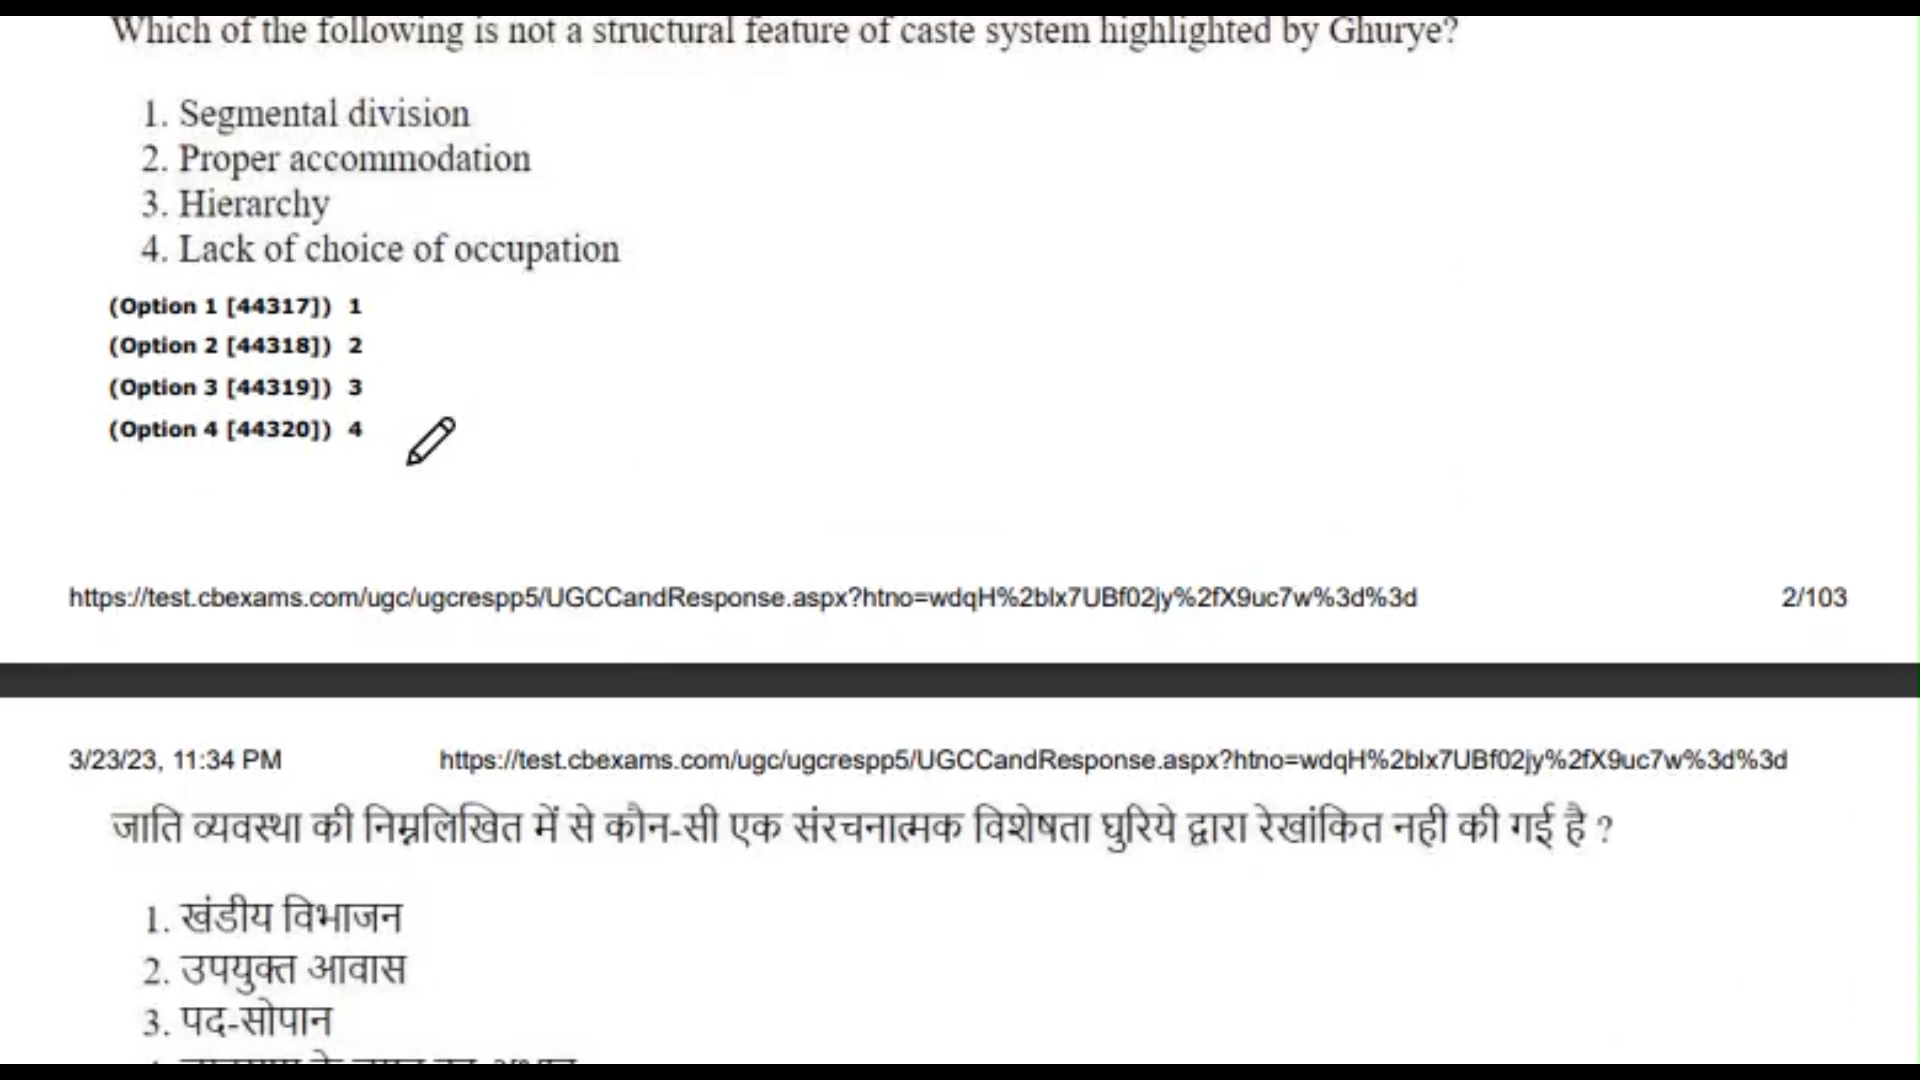 Which of the following is not a structural feature of caste system highlighted by Ghurye?
1. Segmental division
2. Proper accommodation
3. Hierarchy
4. Lack of choice of occupation
(Option 1 [44317]) 1
(Option 2 [44318]) 2
(Option 3 [44319]) 3
(Option 4 [44320]) 4
https://test.cbexams.com/ugc/ugcrespp5/UGCCandResponse.aspx?htno=wdqH%2blx7UBf02jy%2fX9uc7w%3d%3d 2/103
3/23/23, 11:34 PM https://test.cbexams.com/ugc/ugcrespp5/UGCCandResponse.aspx?htno=wdqH%2blx7UBf02jy%2fX9uc7w%3d%3d
जाति व्यवस्था की निम्नलिखित में से कौन-सी एक संरचनात्मक विशेषता घुरिये द्वारा रेखांकित नही की गई है ?
1. खंडीय विभाजन
2. उपयुक्त आवास
3. पद-सोपान